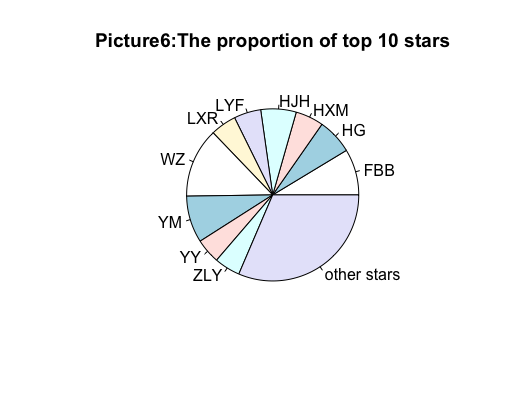 Picture6:The proportion of top 10 stars
HJH
LYF
HXM
LXR
HG
WZ
FBB
YM
YY
ZLY
other stars